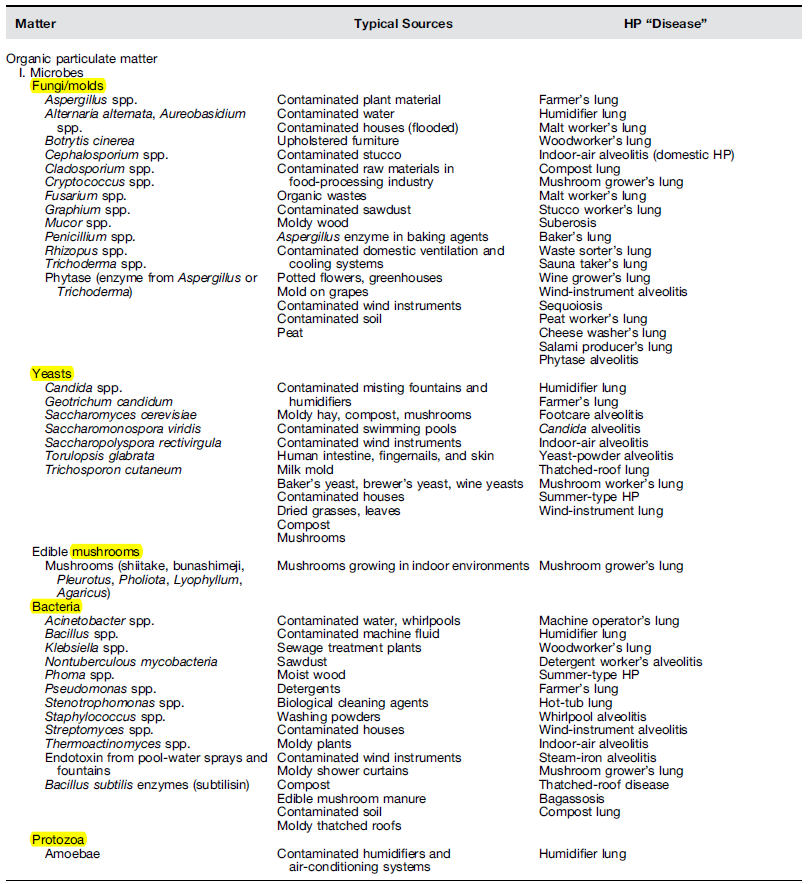 Matter Typical Sources HP “Disease”
Organic particulate matter
I. Microbes
Fungi/molds
Aspergillus spp. Contaminated plant material Farmer’s lung
Alternaria alternata, Aureobasidium Contaminated water Humidifier lung
spp. Contaminated houses (flooded) Malt worker’s lung
Botrytis cinerea Upholstered furniture Woodworker’s lung
Cephalosporium spp. Contaminated stucco Indoor-air alveolitis (domestic HP)
Cladosporium spp. Contaminated raw materials in Compost lung
Cryptococcus spp. food-processing industry Mushroom grower’s lung
Fusarium spp. Organic wastes Malt worker’s lung
Graphium spp. Contaminated sawdust Stucco worker’s lung
Mucor spp. Moldy wood Suberosis
Penicillium spp. Aspergillus enzyme in baking agents Baker’s lung
Rhizopus spp. Contaminated domestic ventilation and Waste sorter’s lung
Trichoderma spp. cooling systems Sauna taker’s lung
Phytase (enzyme from Aspergillus or Potted flowers, greenhouses Wine grower’s lung
Trichoderma) Mold on grapes Wind-instrument alveolitis
Contaminated wind instruments Sequoiosis
Contaminated soil Peat worker’s lung
Peat Cheese washer’s lung
Salami producer’s lung
Phytase alveolitis
Yeasts
Candida spp. Contaminated misting fountains and Humidifier lung
Geotrichum candidum humidifiers Farmer’s lung
Saccharomyces cerevisiae Moldy hay, compost, mushrooms Footcare alveolitis
Saccharomonospora viridis Contaminated swimming pools Candida alveolitis
Saccharopolyspora rectivirgula Contaminated wind instruments Indoor-air alveolitis
Torulopsis glabrata Human intestine, fingernails, and skin Yeast-powder alveolitis
Trichosporon cutaneum Milk mold Thatched-roof lung
Baker’s yeast, brewer’s yeast, wine yeasts Mushroom worker’s lung
Contaminated houses Summer-type HP
Dried grasses, leaves Wind-instrument lung
Compost
Mushrooms
Edible mushrooms
Mushrooms (shiitake, bunashimeji, Mushrooms growing in indoor environments Mushroom grower’s lung
Pleurotus, Pholiota, Lyophyllum,
Agaricus)
Bacteria
Acinetobacter spp. Contaminated water, whirlpools Machine operator’s lung
Bacillus spp. Contaminated machine fluid Humidifier lung
Klebsiella spp. Sewage treatment plants Woodworker’s lung
Nontuberculous mycobacteria Sawdust Detergent worker’s alveolitis
Phoma spp. Moist wood Summer-type HP
Pseudomonas spp. Detergents Farmer’s lung
Stenotrophomonas spp. Biological cleaning agents Hot-tub lung
Staphylococcus spp. Washing powders Whirlpool alveolitis
Streptomyces spp. Contaminated houses Wind-instrument alveolitis
Thermoactinomyces spp. Moldy plants Indoor-air alveolitis
Endotoxin from pool-water sprays and Contaminated wind instruments Steam-iron alveolitis
fountains Moldy shower curtains Mushroom grower’s lung
Bacillus subtilis enzymes (subtilisin) Compost Thatched-roof disease
Edible mushroom manure Bagassosis
Contaminated soil Compost lung
Moldy thatched roofs
Protozoa
Amoebae Contaminated humidifiers and Humidifier lung
air-conditioning systems